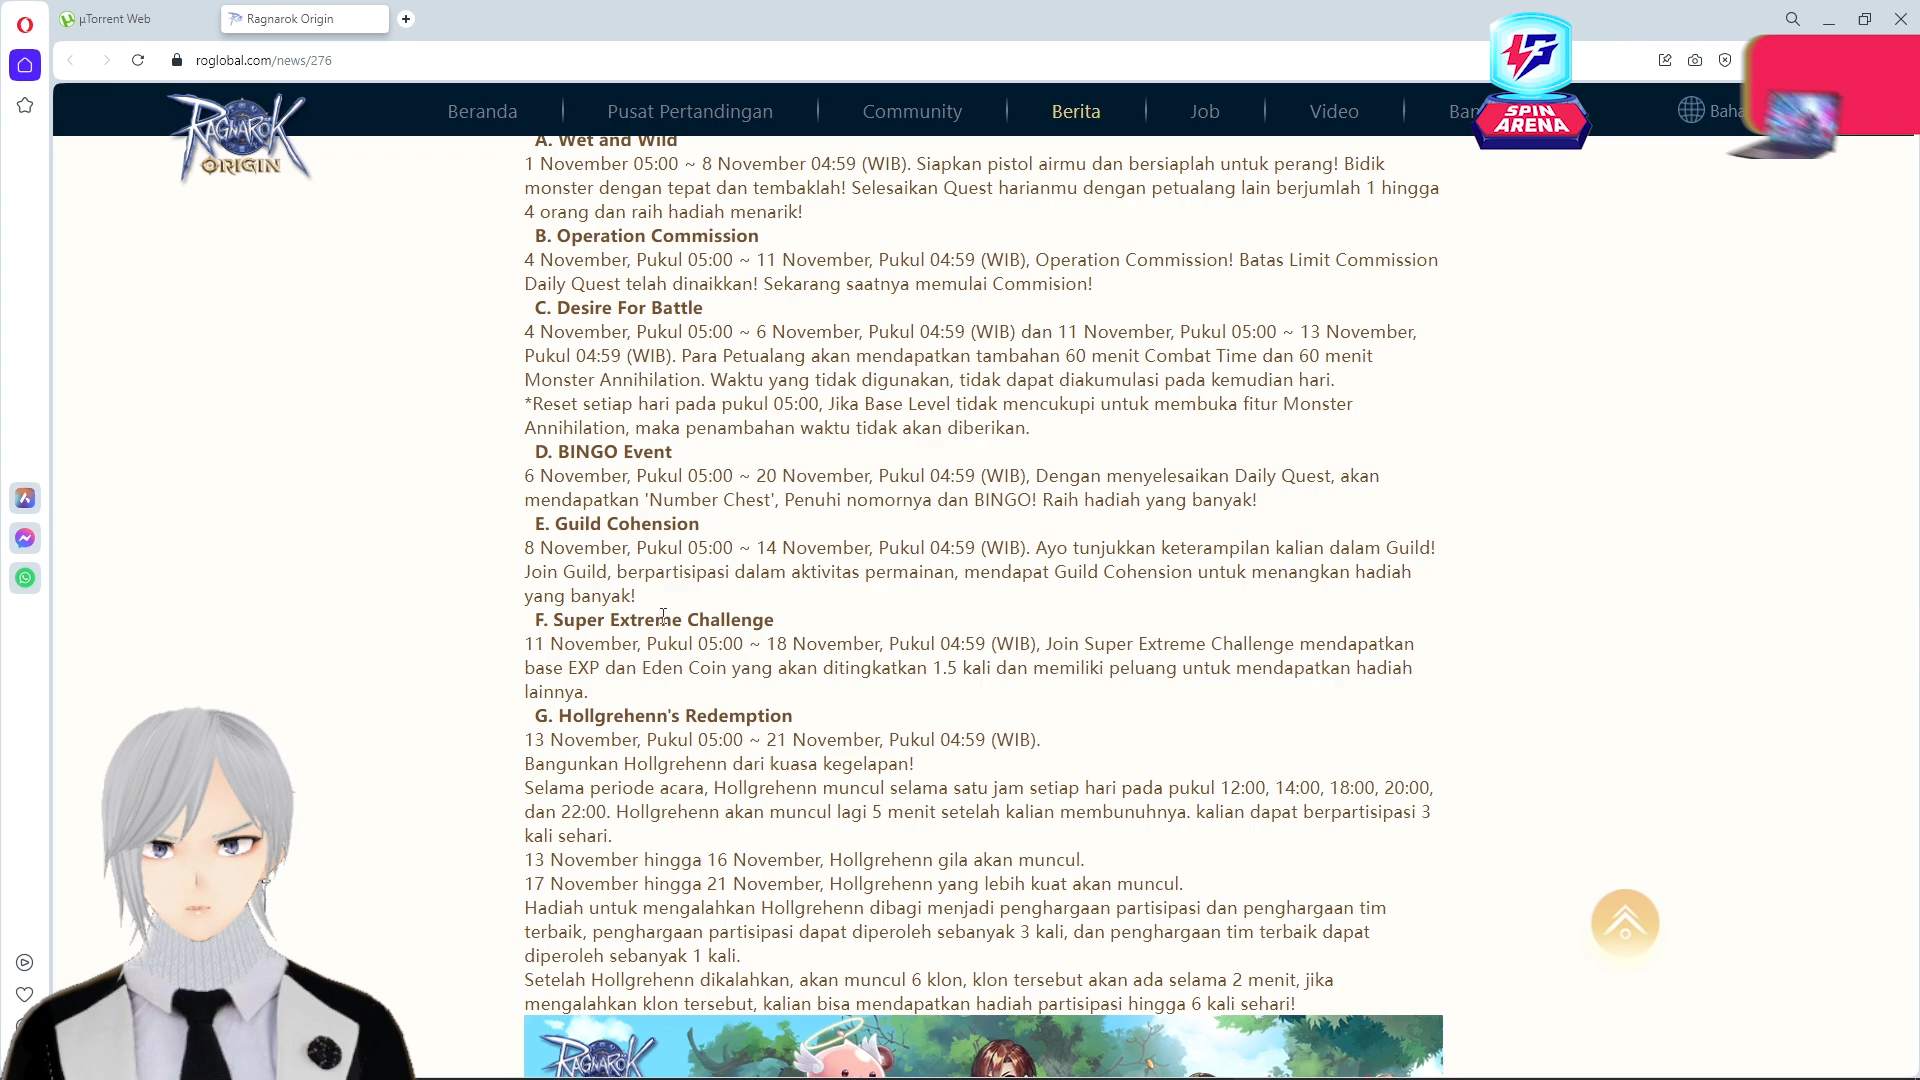 µTorrent Web
Ragnarok Origin
roglobal.com/news/276
RAGNAROK
ORIGIN
Beranda
Pusat Pertandingan
Community
Berita
Job
Video
SPIN
ARENA
A. Wet and Wild
1 November 05:00 ~ 8 November 04:59 (WIB). Siapkan pistol airmu dan bersiaplah untuk perang! Bidik
monster dengan tepat dan tembaklah! Selesaikan Quest harianmu dengan petualang lain berjumlah 1 hingga
4 orang dan raih hadiah menarik!
B. Operation Commission
4 November, Pukul 05:00 ~ 11 November, Pukul 04:59 (WIB), Operation Commission! Batas Limit Commission
Daily Quest telah dinaikkan! Sekarang saatnya memulai Commision!
C. Desire For Battle
4 November, Pukul 05:00 ~ 6 November, Pukul 04:59 (WIB) dan 11 November, Pukul 05:00 ~ 13 November,
Pukul 04:59 (WIB). Para Petualang akan mendapatkan tambahan 60 menit Combat Time dan 60 menit
Monster Annihilation. Waktu yang tidak digunakan, tidak dapat diakumulasi pada kemudian hari.
*Reset setiap hari pada pukul 05:00, Jika Base Level tidak mencukupi untuk membuka fitur Monster
Annihilation, maka penambahan waktu tidak akan diberikan.
D. BINGO Event
6 November, Pukul 05:00 ~ 20 November, Pukul 04:59 (WIB), Dengan menyelesaikan Daily Quest, akan
mendapatkan 'Number Chest', Penuhi nomornya dan BINGO! Raih hadiah yang banyak!
E. Guild Cohension
8 November, Pukul 05:00 ~ 14 November, Pukul 04:59 (WIB). Ayo tunjukkan keterampilan kalian dalam Guild!
Join Guild, berpartisipasi dalam aktivitas permainan, mendapat Guild Cohension untuk menangkan hadiah
yang banyak!
F. Super Extreme Challenge
11 November, Pukul 05:00 ~ 18 November, Pukul 04:59 (WIB), Join Super Extreme Challenge mendapatkan
base EXP dan Eden Coin yang akan ditingkatkan 1.5 kali dan memiliki peluang untuk mendapatkan hadiah
lainnya.
G. Hollgrehenn's Redemption
13 November, Pukul 05:00 ~ 21 November, Pukul 04:59 (WIB).
Bangunkan Hollgrehenn dari kuasa kegelapan!
Selama periode acara, Hollgrehenn muncul selama satu jam setiap hari pada pukul 12:00, 14:00, 18:00, 20:00,
dan 22:00. Hollgrehenn akan muncul lagi 5 menit setelah kalian membunuhnya. kalian dapat berpartisipasi 3
kali sehari.
13 November hingga 16 November, Hollgrehenn gila akan muncul.
17 November hingga 21 November, Hollgrehenn yang lebih kuat akan muncul.
Hadiah untuk mengalahkan Hollgrehenn dibagi menjadi penghargaan partisipasi dan penghargaan tim
terbaik, penghargaan partisipasi dapat diperoleh sebanyak 3 kali, dan penghargaan tim terbaik dapat
diperoleh sebanyak 1 kali.
Setelah Hollgrehenn dikalahkan, akan muncul 6 klon, klon tersebut akan ada selama 2 menit, jika
mengalahkan klon tersebut, kalian bisa mendapatkan hadiah partisipasi hingga 6 kali sehari!
RAGNAROK